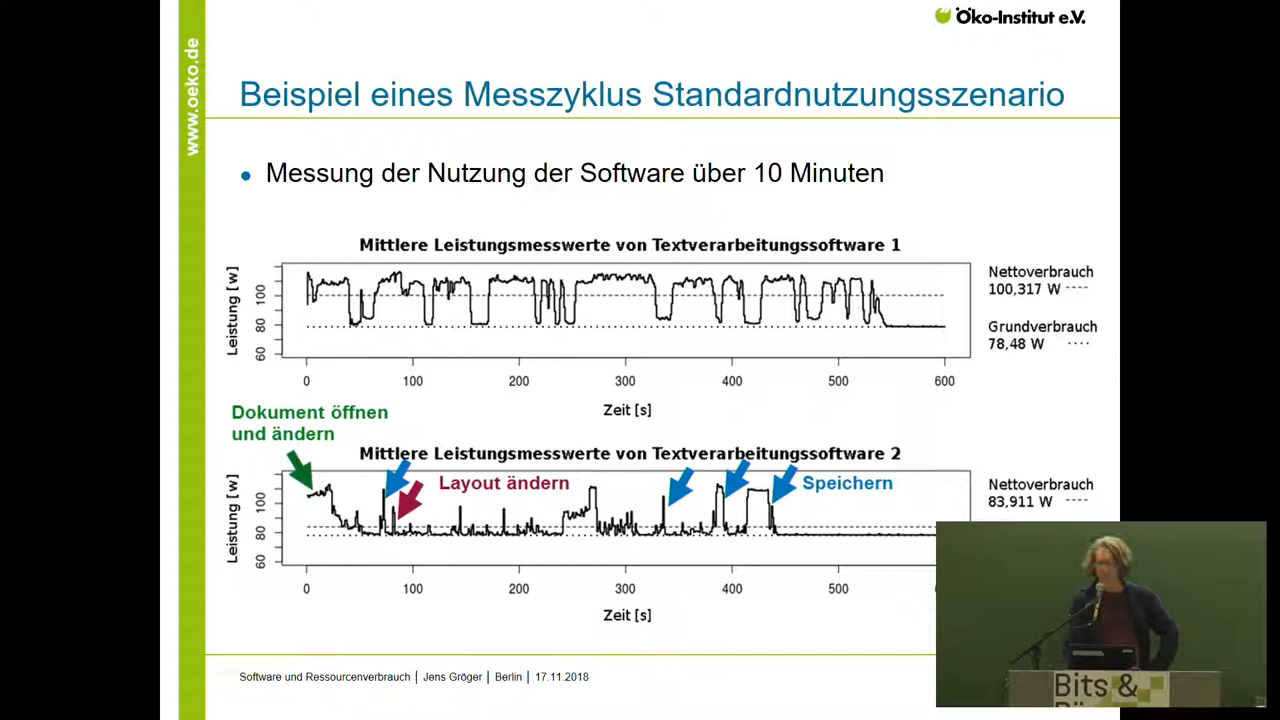 Öko-Institut e.V.
www.oeko.de
Beispiel eines Messzyklus Standardnutzungsszenario
• Messung der Nutzung der Software über 10 Minuten
Mittlere Leistungsmesswerte von Textverarbeitungssoftware 1
Leistung [w]
100
80
60
Nettoverbrauch
100,317 W
Grundverbrauch
78,48 W
0 100 200 300 400 500 600
Zeit [s]
Dokument öffnen
und ändern
Mittlere Leistungsmesswerte von Textverarbeitungssoftware 2
Layout ändern
Speichern
Leistung [w]
100
80
60
Nettoverbrauch
83,911 W
0 100 200 300 400 500
Zeit [s]
Software und Ressourcenverbrauch | Jens Gröger | Berlin | 17.11.2018
Bits &